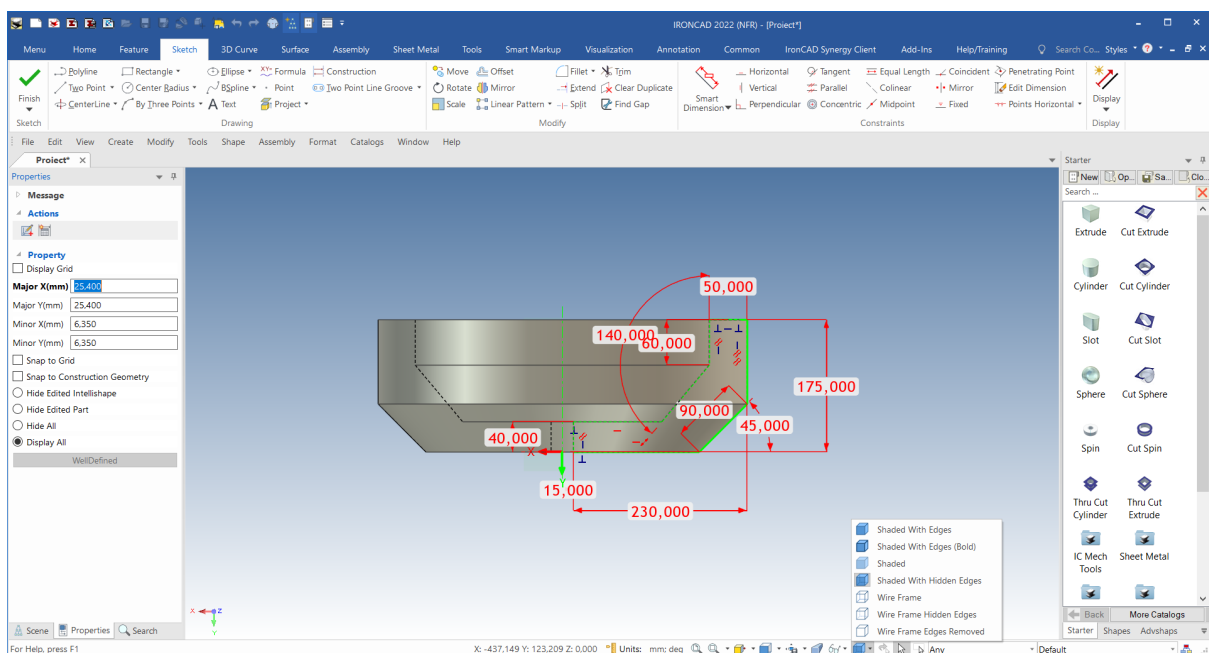 IRONCAD 2022 (NFR) - [Proiect*]
Menu Home Feature Sketch 3D Curve Surface Assembly Sheet Metal Tools Smart Markup Visualization Annotation Common IronCAD Synergy Client Add-Ins Help/Training Search Co... Styles
Polyline Rectangle Ellipse XY= Formula Construction Move Offset Fillet Trim Horizontal Tangent Equal Length Coincident Penetrating Point
Two Point Center Radius BSpline Point Two Point Line Groove Rotate Mirror Extend Clear Duplicate Vertical Parallel Colinear Mirror Edit Dimension
Finish CenterLine By Three Points A Text Project Scale Linear Pattern Split Find Gap Smart Dimension Perpendicular Concentric Midpoint Fixed Points Horizontal Display
Sketch Drawing Modify Constraints Display
File Edit View Create Modify Tools Shape Assembly Format Catalogs Window Help
Proiect* X
Starter
Properties
New Op... Sa... Clo...
Message
Search ...
Actions
Extrude Cut Extrude
Property
Display Grid
Major X(mm) 25,400
Cylinder Cut Cylinder
Major Y(mm) 25,400
Minor X(mm) 6,350
Minor Y(mm) 6,350
Slot Cut Slot
Snap to Grid
Snap to Construction Geometry
Hide Edited Intellishape
Sphere Cut Sphere
Hide Edited Part
Hide All
Display All
Spin Cut Spin
WellDefined
50,000
140,000
60,000
175,000
90,000
45,000
40,000
X
15,000
Y
230,000
Thru Cut Cylinder Thru Cut Extrude
Shaded With Edges
Shaded With Edges (Bold)
IC Mech Tools Sheet Metal
Shaded
Shaded With Hidden Edges
Wire Frame
Wire Frame Hidden Edges
Wire Frame Edges Removed
X Z
Y
Back More Catalogs
Scene Properties Search
Starter Shapes Advshaps
For Help, press F1 X: -437,149 Y: 123,209 Z: 0,000 Units: mm; deg Any Default